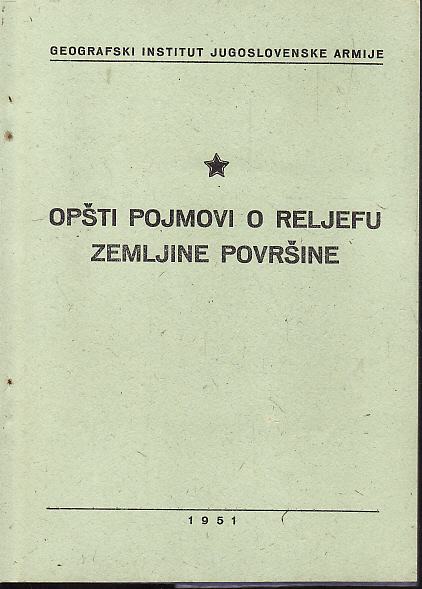 GEOGRAFSKI INSTITUT JUGOSLOVENSKE ARMIJE
OPŠTI POJMOVI O RELJEFU
ZEMLJINE POVRŠINE
1951